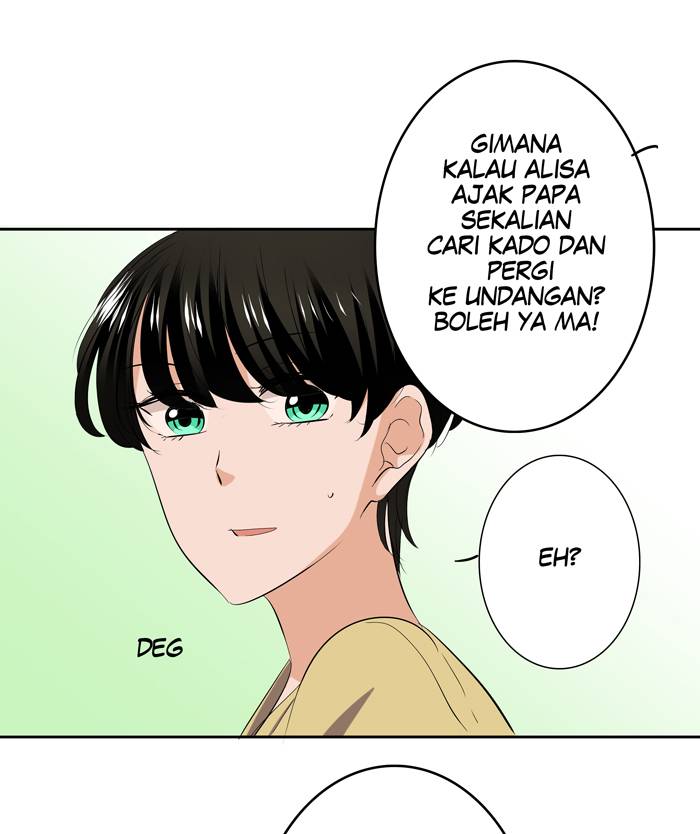 GIMANA
KALAU ALISA
AJAK PAPA
SEKALIAN
CARI KADO DAN
PERGI
KE UNDANGAN?
BOLEH YA MA!
EH?
DEG